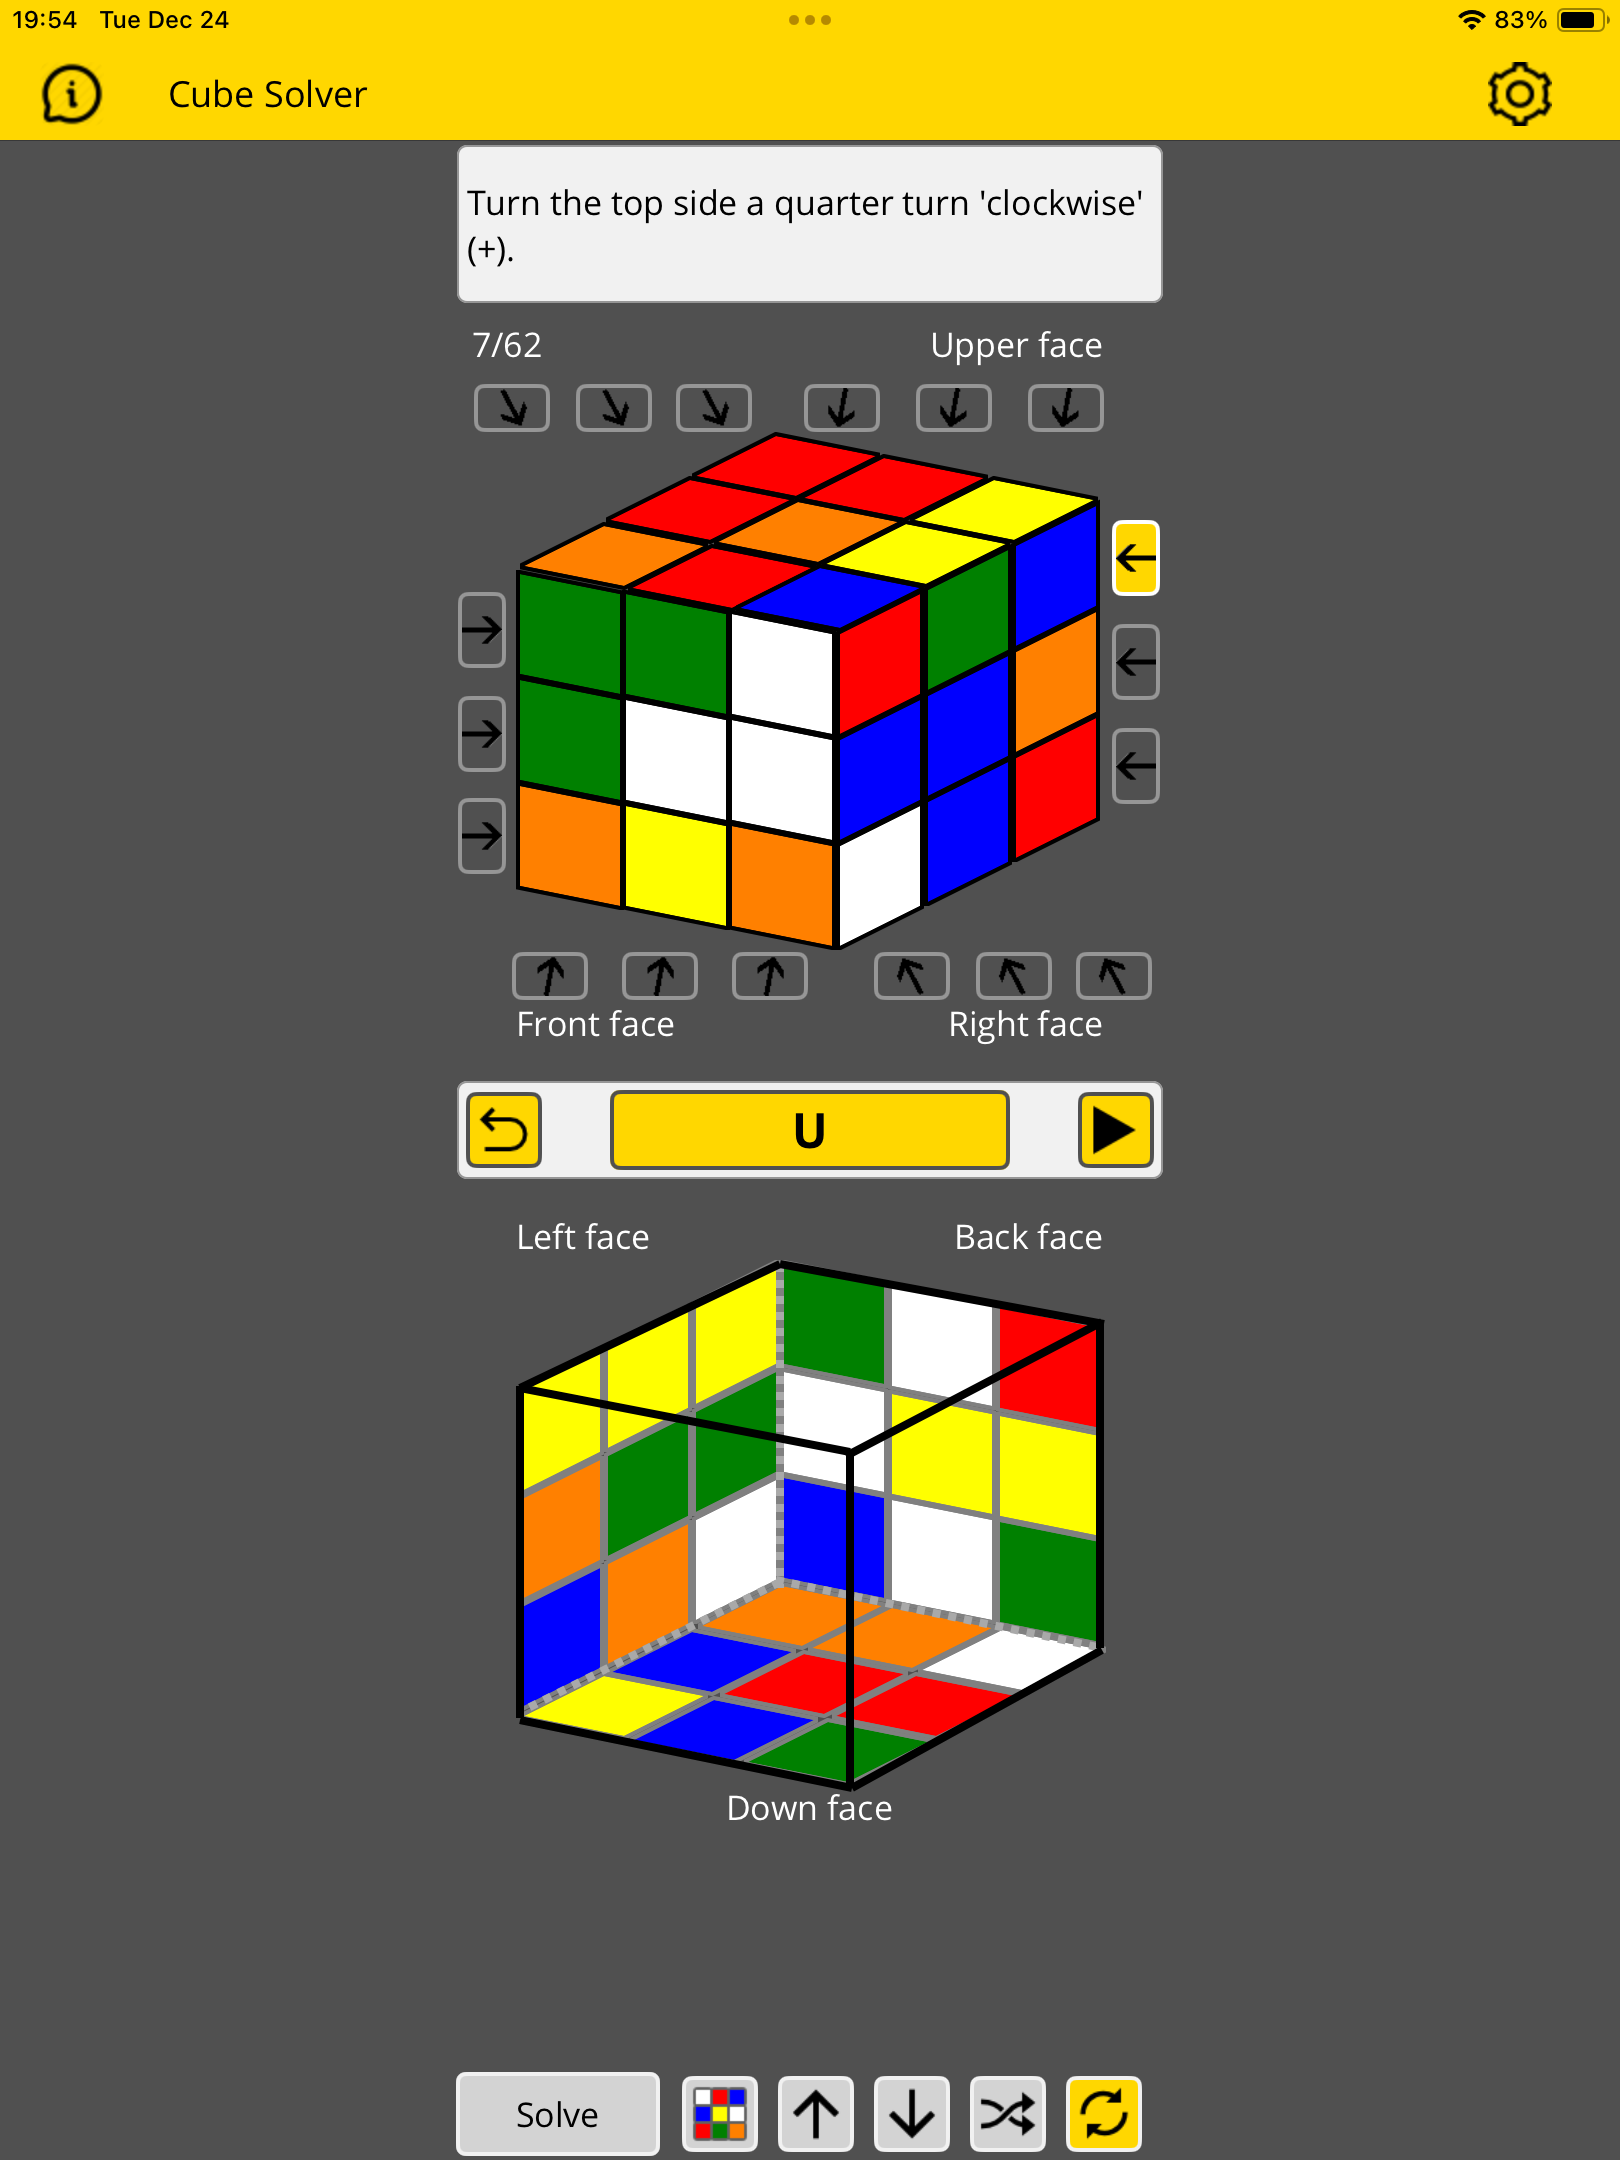 19:54 Tue Dec 24
83%
Cube Solver
Turn the top side a quarter turn 'clockwise'
(+).
7/62
Upper face
Front face
Right face
U
Left face
Back face
Down face
Solve